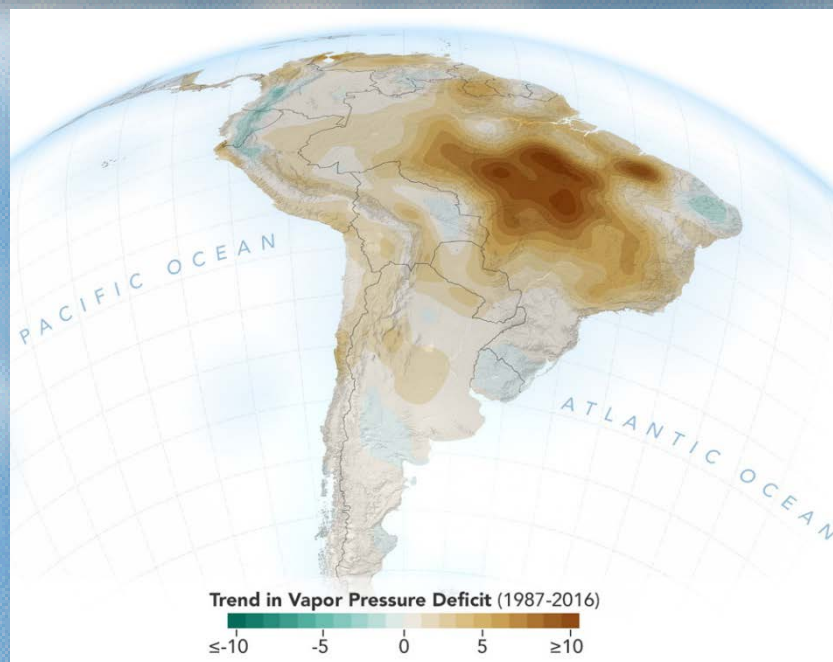 PACIFIC OCEAN
ATLANTIC OCEAN
Trend in Vapor Pressure Deficit (1987-2016)
≤-10 -5 0 5 ≥10